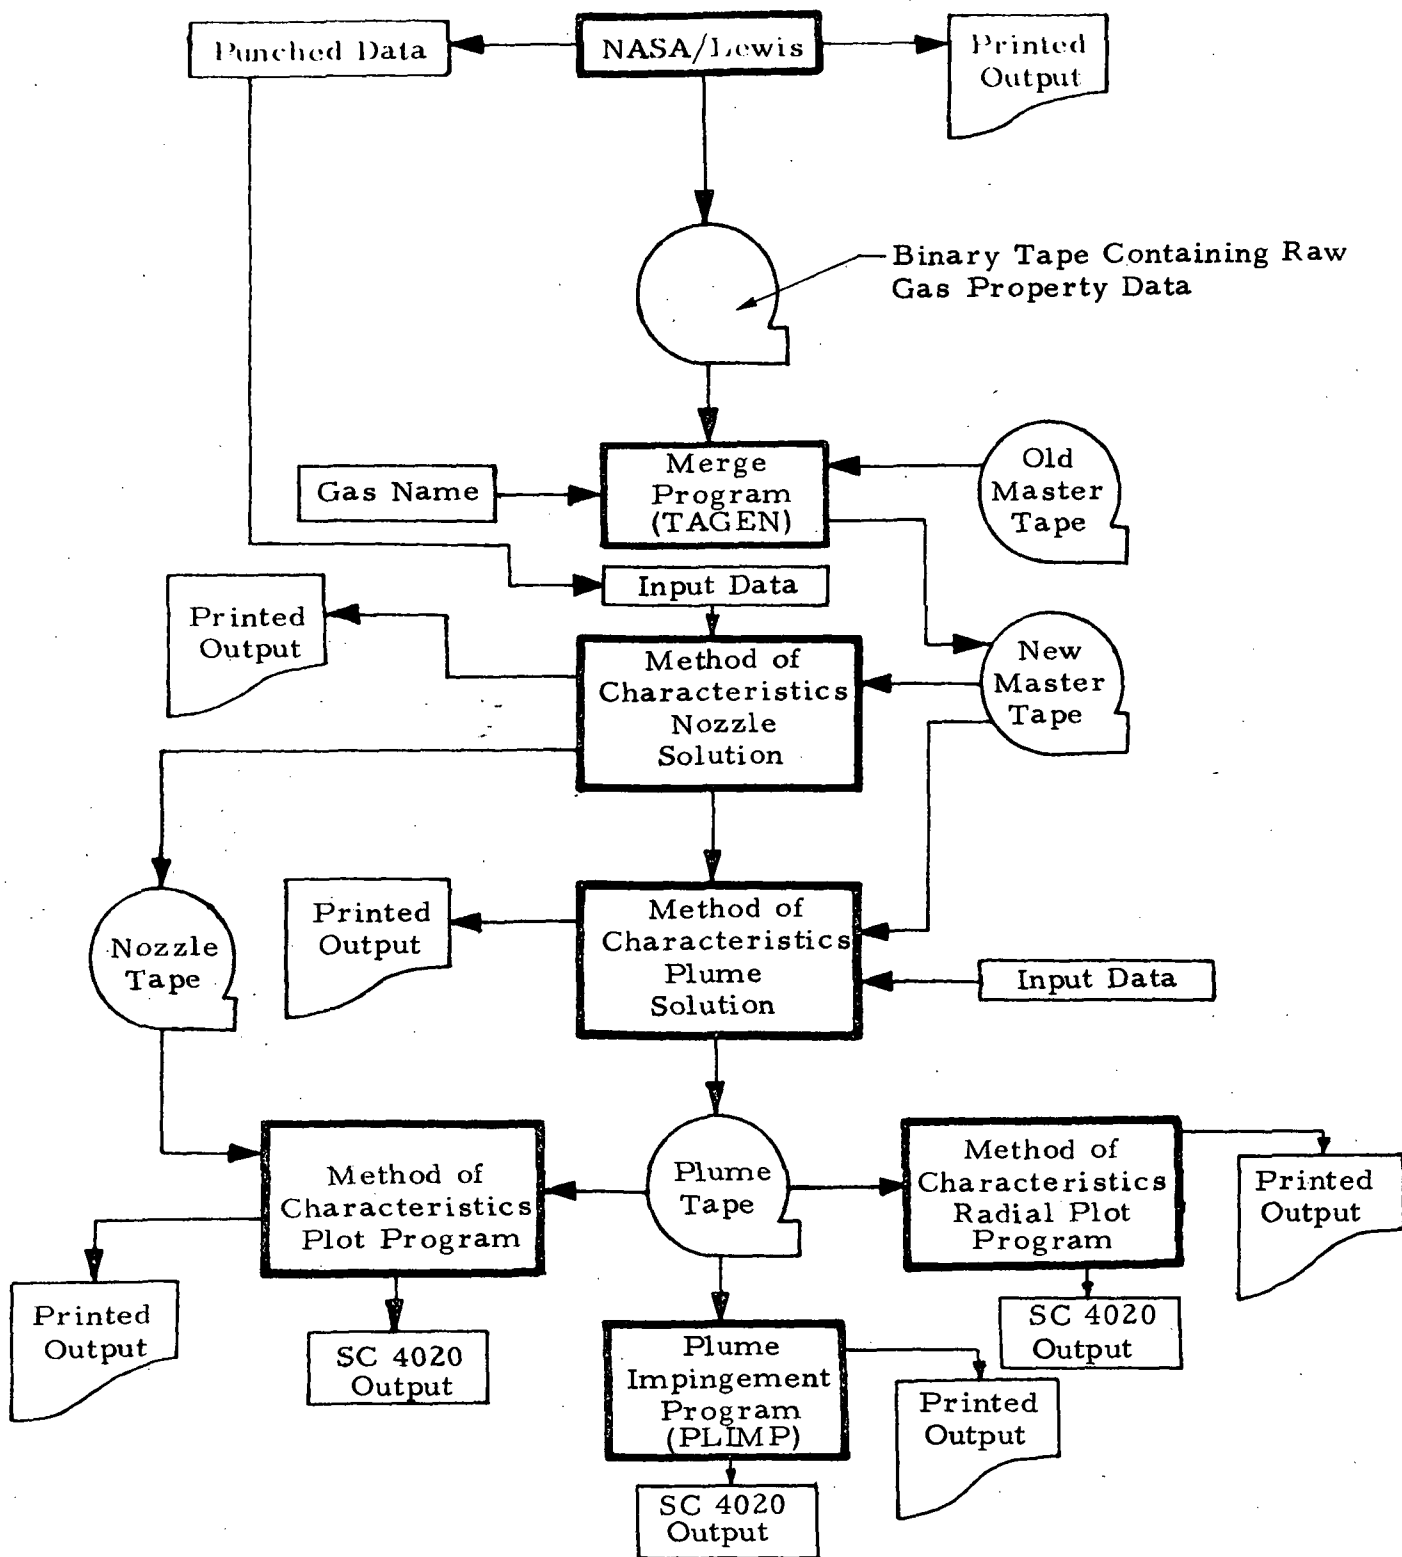 Punched Data
NASA/Lewis
Printed
Output
Binary Tape Containing Raw
Gas Property Data
Merge
Program
(TAGEN)
Gas Name
Old
Master
Tape
Input Data
Printed
Output
Method of
Characteristics
Nozzle
Solution
New
Master
Tape
Nozzle
Tape
Printed
Output
Method of
Characteristics
Plume
Solution
Input Data
Method of
Characteristics
Plot Program
Plume
Tape
Method of
Characteristics
Radial Plot
Program
Printed
Output
Printed
Output
SC 4020
Output
Plume
Impingement
Program
(PLIMP)
Printed
Output
SC 4020
Output
SC 4020
Output